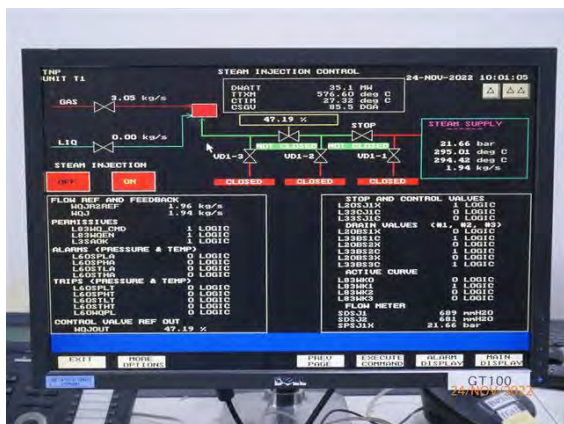 TNP
UNIT T1
STEAM INJECTION CONTROL
24-NOV-2022 10:01:05
DWATT 35.1 MW
TTXM 576.60 deg C
CTIM 27.32 deg C
CSGV 85.5 DGA
GAS 3.05 kg/s
47.19 %
STOP
STEAM SUPPLY
LIQ 0.00 kg/s
NOT CLOSED NOT CLOSED
21.66 bar
295.01 deg C
294.42 deg C
1.94 kg/s
VD1-3 VD1-2 VD1-1
STEAM INJECTION
OFF ON
CLOSED CLOSED CLOSED
FLOW REF AND FEEDBACK
WQJR2REF 1.96 kg/s
WQJ 1.94 kg/s
PERMISSIVES
L83WQ_CMD 1 LOGIC
L83WQEN 1 LOGIC
L3SAOK 1 LOGIC
ALARMS (PRESSURE & TEMP)
L60SPLA 0 LOGIC
L60SPHA 0 LOGIC
L60STLA 0 LOGIC
L60STHA 0 LOGIC
TRIPS (PRESSURE & TEMP)
L60SPLT 0 LOGIC
L60SPHT 0 LOGIC
L60STLT 0 LOGIC
L60STHT 0 LOGIC
L60WQPL 0 LOGIC
CONTROL VALVE REF OUT
WQJOUT 47.19 %
STOP AND CONTROL VALVES
L20SJ1X 1 LOGIC
L33CJ1C 0 LOGIC
L33SJ1C 0 LOGIC
DRAIN VALVES (#1, #2, #3)
L20BS1X 0 LOGIC
L33BS1C 1 LOGIC
L20BS2X 0 LOGIC
L33BS2C 1 LOGIC
L20BS3X 0 LOGIC
L33BS3C 1 LOGIC
ACTIVE CURVE
L83WK0 0 LOGIC
L83WK1 1 LOGIC
L83WK2 0 LOGIC
L83WK3 0 LOGIC
FLOW METER
SDSJ1 689 mmH2O
SDSJ2 681 mmH2O
SPSJ1X 21.66 bar
EXIT
MORE OPTIONS
PREV PAGE
EXECUTE COMMAND
ALARM DISPLAY
MAIN DISPLAY
DELL
GT100
24/NOV/2022